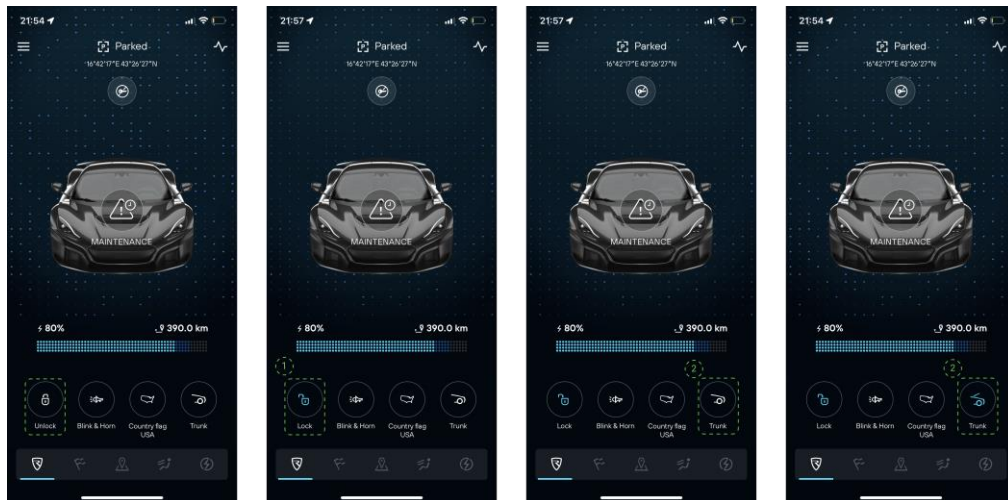 21:54
Parked
16°42'17"E 43°26'27"N
MAINTENANCE
80%
390.0 km
Unlock
Blink & Horn
Country flag
USA
Trunk
21:57
Parked
16°42'17"E 43°26'27"N
MAINTENANCE
80%
390.0 km
1
Lock
Blink & Horn
Country flag
USA
Trunk
21:57
Parked
16°42'17"E 43°26'27"N
MAINTENANCE
80%
390.0 km
2
Lock
Blink & Horn
Country flag
USA
Trunk
21:54
Parked
16°42'17"E 43°26'27"N
MAINTENANCE
80%
390.0 km
2
Lock
Blink & Horn
Country flag
USA
Trunk